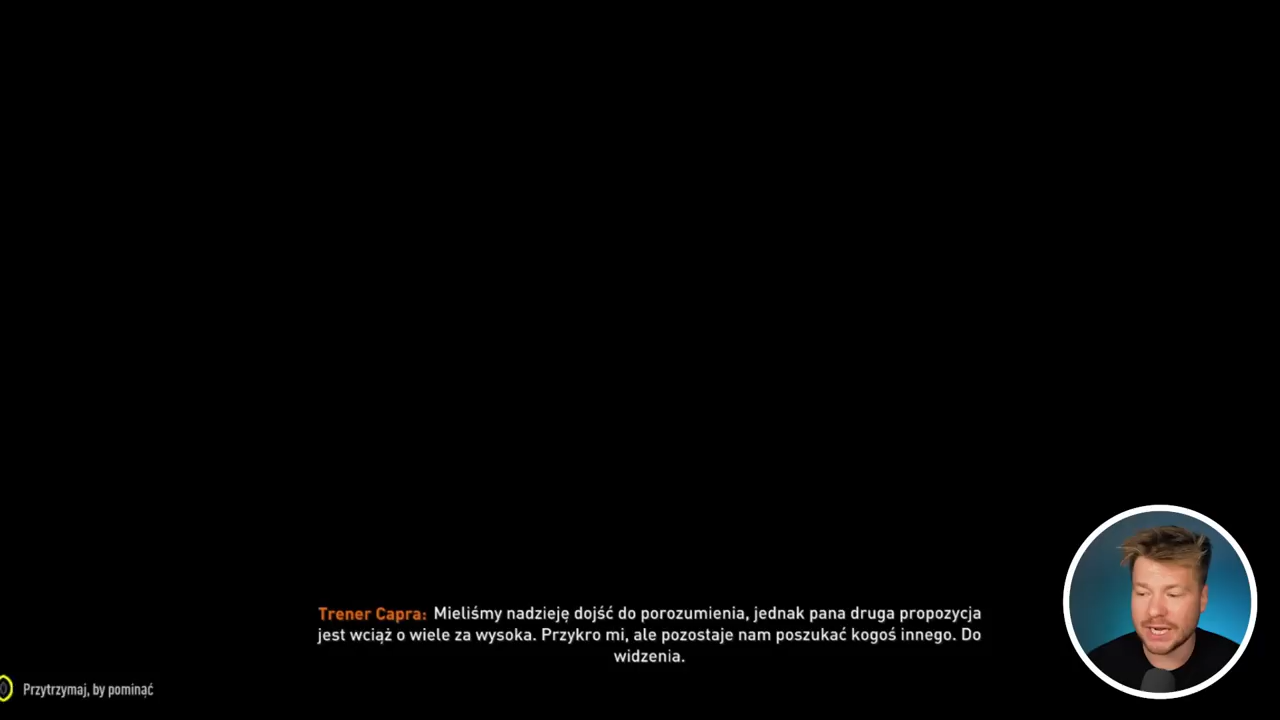 Trener Capra: Mieliśmy nadzieję dojść do porozumienia, jednak pana druga propozycja
jest wciąż o wiele za wysoka. Przykro mi, ale pozostaje nam poszukać kogoś innego. Do
widzenia.
Przytrzymaj, by pominąć